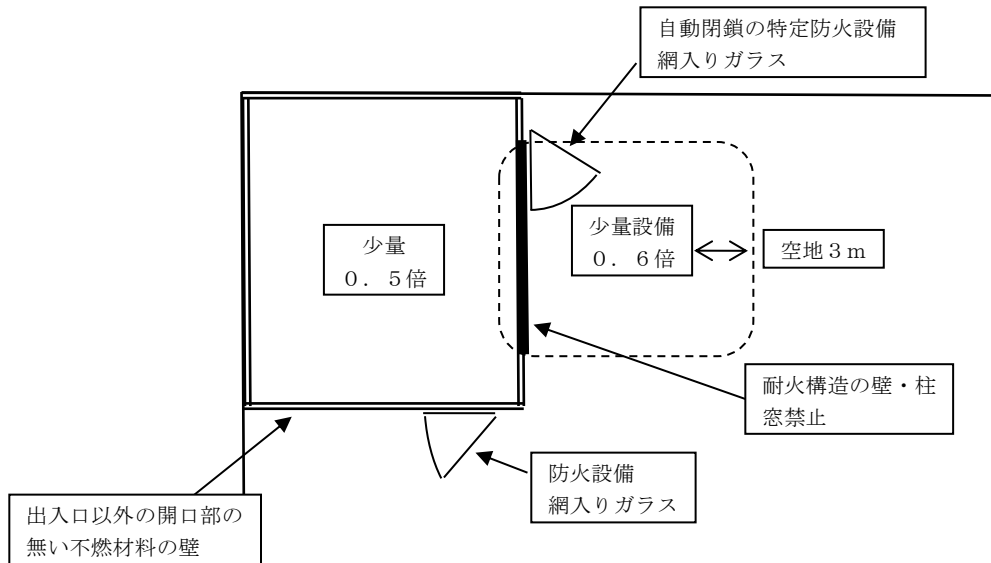 自動閉鎖の特定防火設備
網入りガラス
少量
０．５倍
少量設備
０．６倍
空地３ｍ
耐火構造の壁・柱
窓禁止
防火設備
網入りガラス
出入口以外の開口部の
無い不燃材料の壁